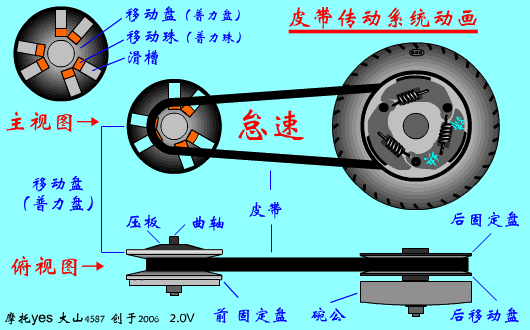 移动盘（普力盘）
移动珠（普力珠）
滑槽
皮带传动系统动画
主视图→
怠速
移动盘
（普力盘）
压板
曲轴
皮带
后固定盘
俯视图→
前固定盘
碗公
后移动盘
摩托yes 大山4587 创于2006 2.0V